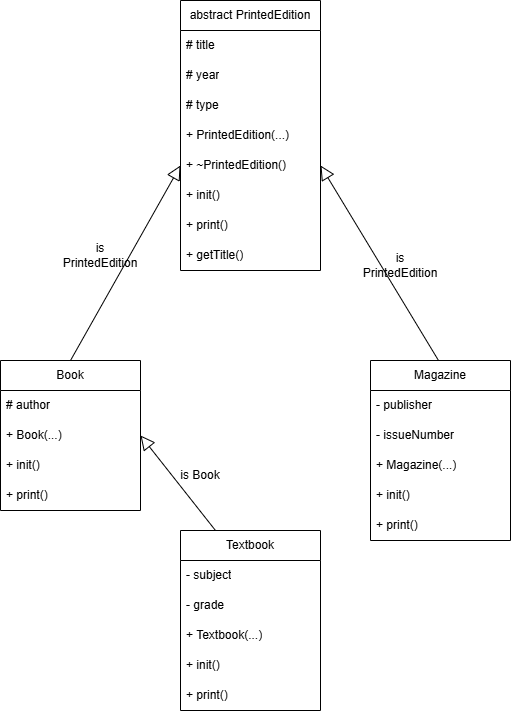 abstract PrintedEdition
# title
# year
# type
+ PrintedEdition(...)
+ ~PrintedEdition()
+ init()
+ print()
+ getTitle()
is
PrintedEdition
is
PrintedEdition
Book
# author
+ Book(...)
+ init()
+ print()
Magazine
- publisher
- issueNumber
+ Magazine(...)
+ init()
+ print()
is Book
Textbook
- subject
- grade
+ Textbook(...)
+ init()
+ print()